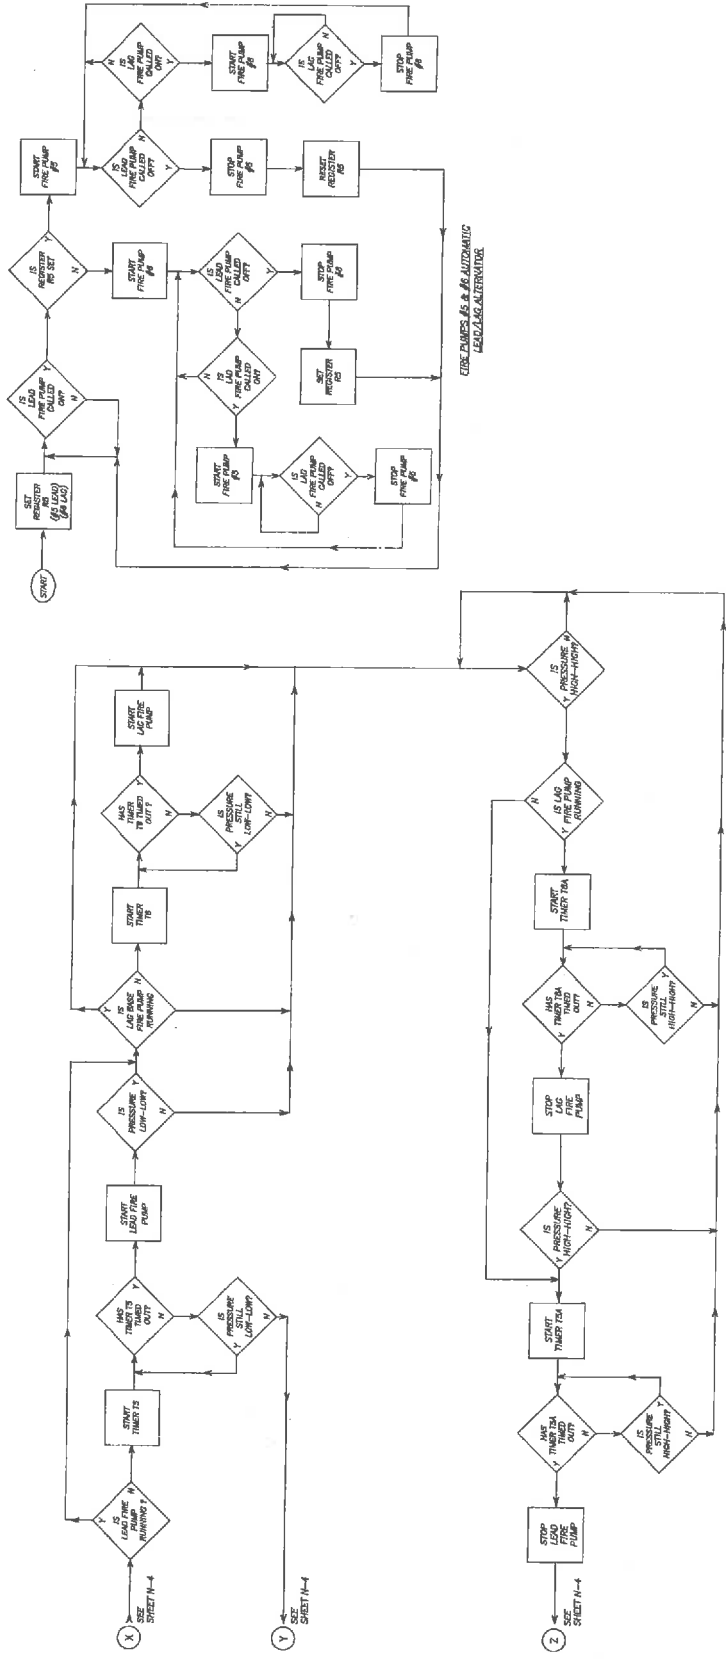 X
SEE
SHEET N-4
IS
LEAD FIRE
PUMP
RUNNING ?
Y
N
START
TIMER T5
HAS
TIMER T5
TIMED
OUT?
Y
N
IS
PRESSURE
STILL
LOW-LOW?
Y
N
Y
SEE
SHEET N-4
START
LEAD FIRE
PUMP
IS
PRESSURE
LOW-LOW?
Y
N
IS
LAG BASE
FIRE PUMP
RUNNING
Y
N
START
TIMER
T6
HAS
TIMER
T6 TIMED
OUT ?
Y
N
IS
PRESSURE
STILL
LOW-LOW?
Y
N
START
LAG FIRE
PUMP
START
SET
REGISTER
R5
(#5 LEAD)
(#6 LAG)
IS
LEAD
FIRE PUMP
CALLED
ON?
Y
N
IS
REGISTER
R5 SET
Y
N
START
FIRE PUMP
#5
IS
LEAD
FIRE PUMP
CALLED
OFF?
N
Y
IS
LAG
FIRE PUMP
CALLED
ON?
N
Y
START
FIRE PUMP
#6
IS
LAG
FIRE PUMP
CALLED
OFF?
N
Y
STOP
FIRE PUMP
#6
STOP
FIRE PUMP
#5
RESET
REGISTER
R5
START
FIRE PUMP
#6
IS
LEAD
FIRE PUMP
CALLED
OFF?
N
Y
STOP
FIRE PUMP
#6
SET
REGISTER
R5
IS
LAG
FIRE PUMP
CALLED
ON?
N
Y
START
FIRE PUMP
#5
IS
LAG
FIRE PUMP
CALLED
OFF?
N
Y
STOP
FIRE PUMP
#5
FIRE PUMPS #5 & #6 AUTOMATIC
LEAD/LAG ALTERNATOR
IS
PRESSURE
HIGH-HIGH?
Y
N
IS LAG
FIRE PUMP
RUNNING
N
Y
START
TIMER T6A
HAS
TIMER T6A
TIMED
OUT?
Y
N
IS
PRESSURE
STILL
HIGH-HIGH?
Y
N
STOP
LAG
FIRE
PUMP
IS
PRESSURE
HIGH-HIGH?
Y
N
START
TIMER T5A
HAS
TIMER T5A
TIMED
OUT?
Y
N
IS
PRESSURE
STILL
HIGH-HIGH?
Y
N
STOP
LEAD
FIRE
PUMP
Z
SEE
SHEET N-4